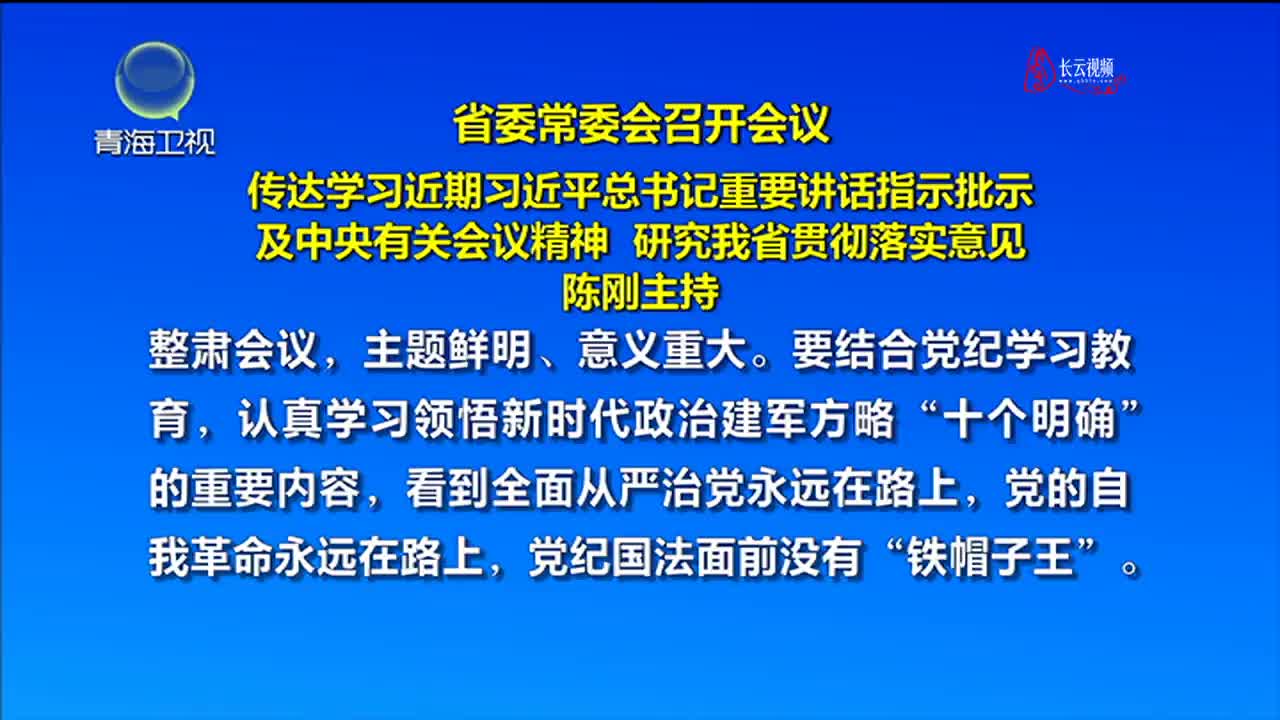 青海卫视
长云视频
省委常委会召开会议
传达学习近期习近平总书记重要讲话指示批示
及中央有关会议精神 研究我省贯彻落实意见
陈刚主持
整肃会议，主题鲜明、意义重大。要结合党纪学习教
育，认真学习领悟新时代政治建军方略“十个明确”
的重要内容，看到全面从严治党永远在路上，党的自
我革命永远在路上，党纪国法面前没有“铁帽子王”。